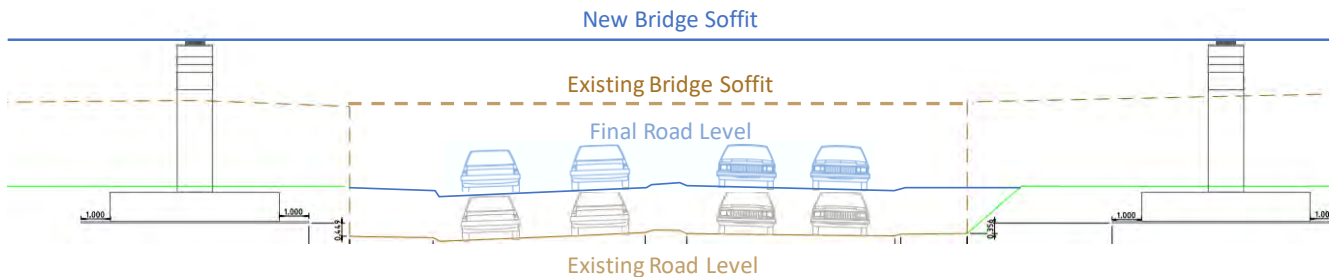 New Bridge Soffit
Existing Bridge Soffit
Final Road Level
1.000
1.000
0.449
0.356
1.000
1.000
Existing Road Level